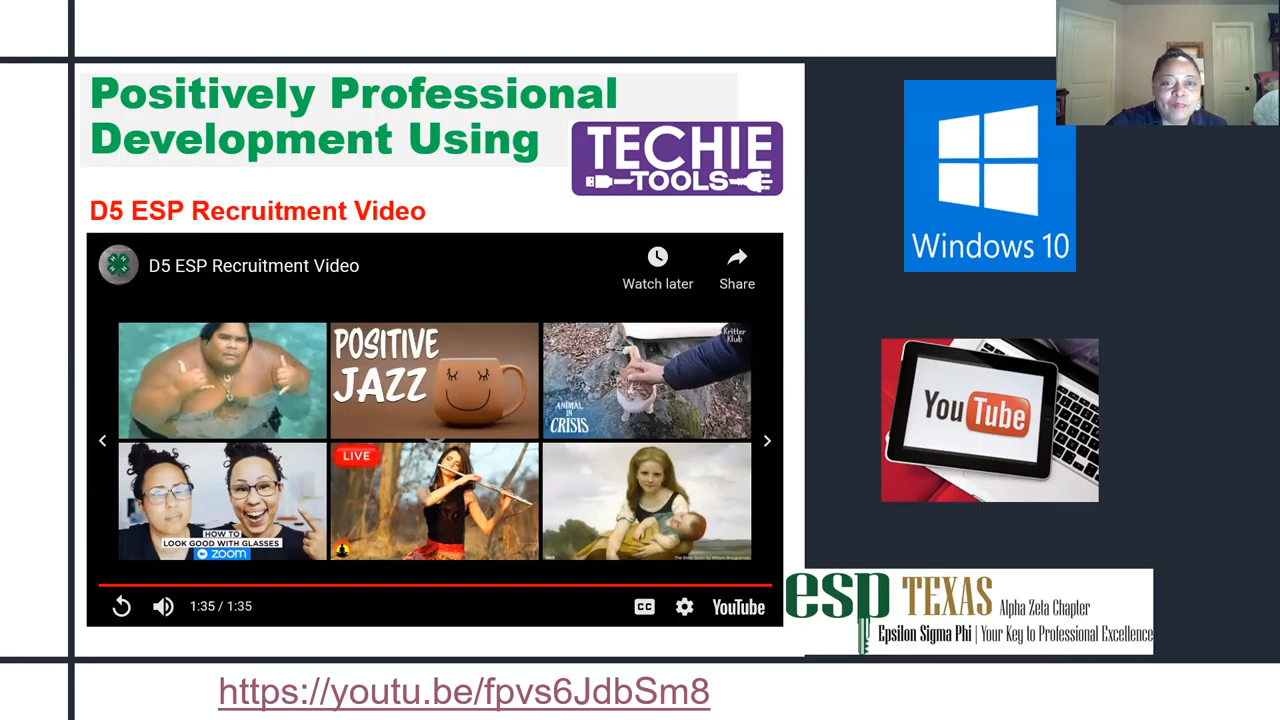 Positively Professional
Development Using
TECHIE
TOOLS
D5 ESP Recruitment Video
D5 ESP Recruitment Video
Watch later
Share
POSITIVE
JAZZ
Kritter
Klub
ANIMAL
IN
CRISIS
HOW TO
LOOK GOOD WITH GLASSES
zoom
LIVE
1:35 / 1:35
CC
YouTube
Windows 10
YouTube
esp TEXAS Alpha Zeta Chapter
Epsilon Sigma Phi | Your Key to Professional Excellence
https://youtu.be/fpvs6JdbSm8